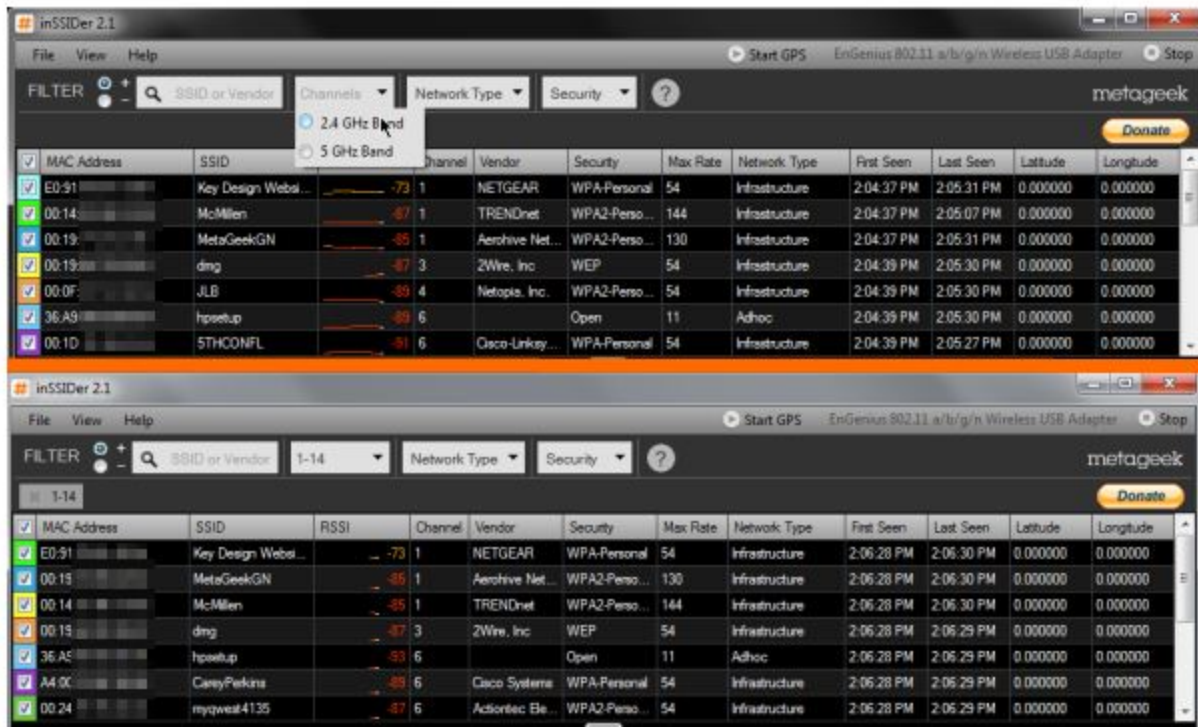 inSSIDer 2.1
File View Help Start GPS EnGenius 802.11 a/b/g/n Wireless USB Adapter Stop
FILTER + - SSID or Vendor Channels Network Type Security ? metageek
2.4 GHz Band
5 GHz Band
Donate
MAC Address SSID Channel Vendor Security Max Rate Network Type First Seen Last Seen Latitude Longitude
E0:91 Key Design Websi... -73 1 NETGEAR WPA-Personal 54 Infrastructure 2:04:37 PM 2:05:31 PM 0.000000 0.000000
00:14: McMillen -87 1 TRENDnet WPA2-Perso... 144 Infrastructure 2:04:37 PM 2:05:07 PM 0.000000 0.000000
00:19: MetaGeekGN -85 1 Aerohive Net... WPA2-Perso... 130 Infrastructure 2:04:37 PM 2:05:31 PM 0.000000 0.000000
00:19: dmg -87 3 2Wire, Inc WEP 54 Infrastructure 2:04:39 PM 2:05:30 PM 0.000000 0.000000
00:0F: JLB -89 4 Netopia, Inc. WPA2-Perso... 54 Infrastructure 2:04:39 PM 2:05:30 PM 0.000000 0.000000
36:A9 hpsetup -89 6 Open 11 Adhoc 2:04:39 PM 2:05:30 PM 0.000000 0.000000
00:1D 5THCONFL -91 6 Cisco-Linksy... WPA-Personal 54 Infrastructure 2:04:39 PM 2:05:27 PM 0.000000 0.000000
inSSIDer 2.1
File View Help Start GPS EnGenius 802.11 a/b/g/n Wireless USB Adapter Stop
FILTER + - SSID or Vendor 1-14 Network Type Security ? metageek
1-14 Donate
MAC Address SSID RSSI Channel Vendor Security Max Rate Network Type First Seen Last Seen Latitude Longitude
E0:91 Key Design Websi... -73 1 NETGEAR WPA-Personal 54 Infrastructure 2:06:28 PM 2:06:30 PM 0.000000 0.000000
MetaGeekGN -85 1 Aerohive Net... WPA2-Perso... 130 Infrastructure 2:06:28 PM 2:06:30 PM 0.000000 0.000000
00:14 McMillen -85 1 TRENDnet WPA2-Perso... 144 Infrastructure 2:06:28 PM 2:06:30 PM 0.000000 0.000000
dmg -87 3 2Wire, Inc WEP 54 Infrastructure 2:06:28 PM 2:06:29 PM 0.000000 0.000000
hpsetup -93 6 Open 11 Adhoc 2:06:28 PM 2:06:29 PM 0.000000 0.000000
CareyPerkins -89 6 Cisco Systems WPA-Personal 54 Infrastructure 2:06:28 PM 2:06:29 PM 0.000000 0.000000
00:24 myqwest4135 -87 6 Actiontec Ele... WPA2-Perso... 54 Infrastructure 2:06:28 PM 2:06:29 PM 0.000000 0.000000